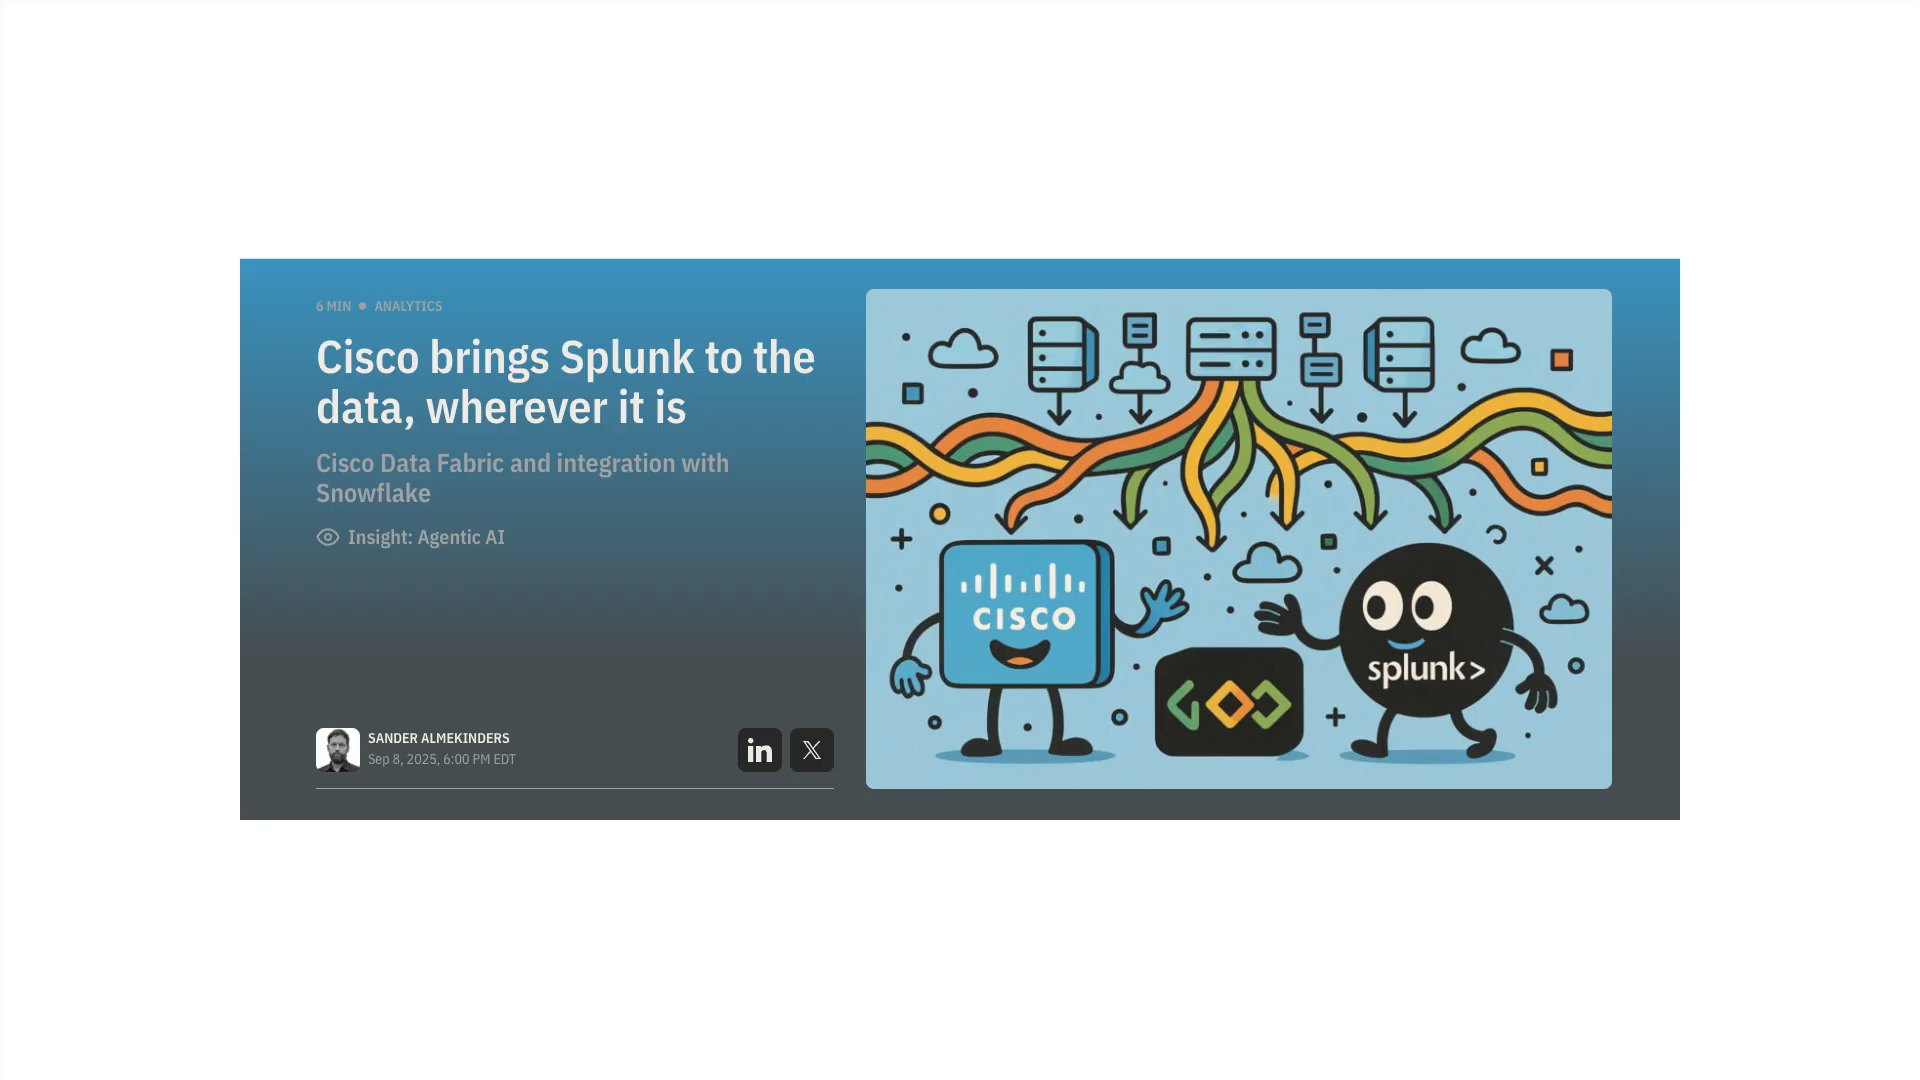 6 MIN ● ANALYTICS
Cisco brings Splunk to the
data, wherever it is
Cisco Data Fabric and integration with
Snowflake
Insight: Agentic AI
SANDER ALMEKINDERS
Sep 8, 2025, 6:00 PM EDT
in X
CISCO
splunk>